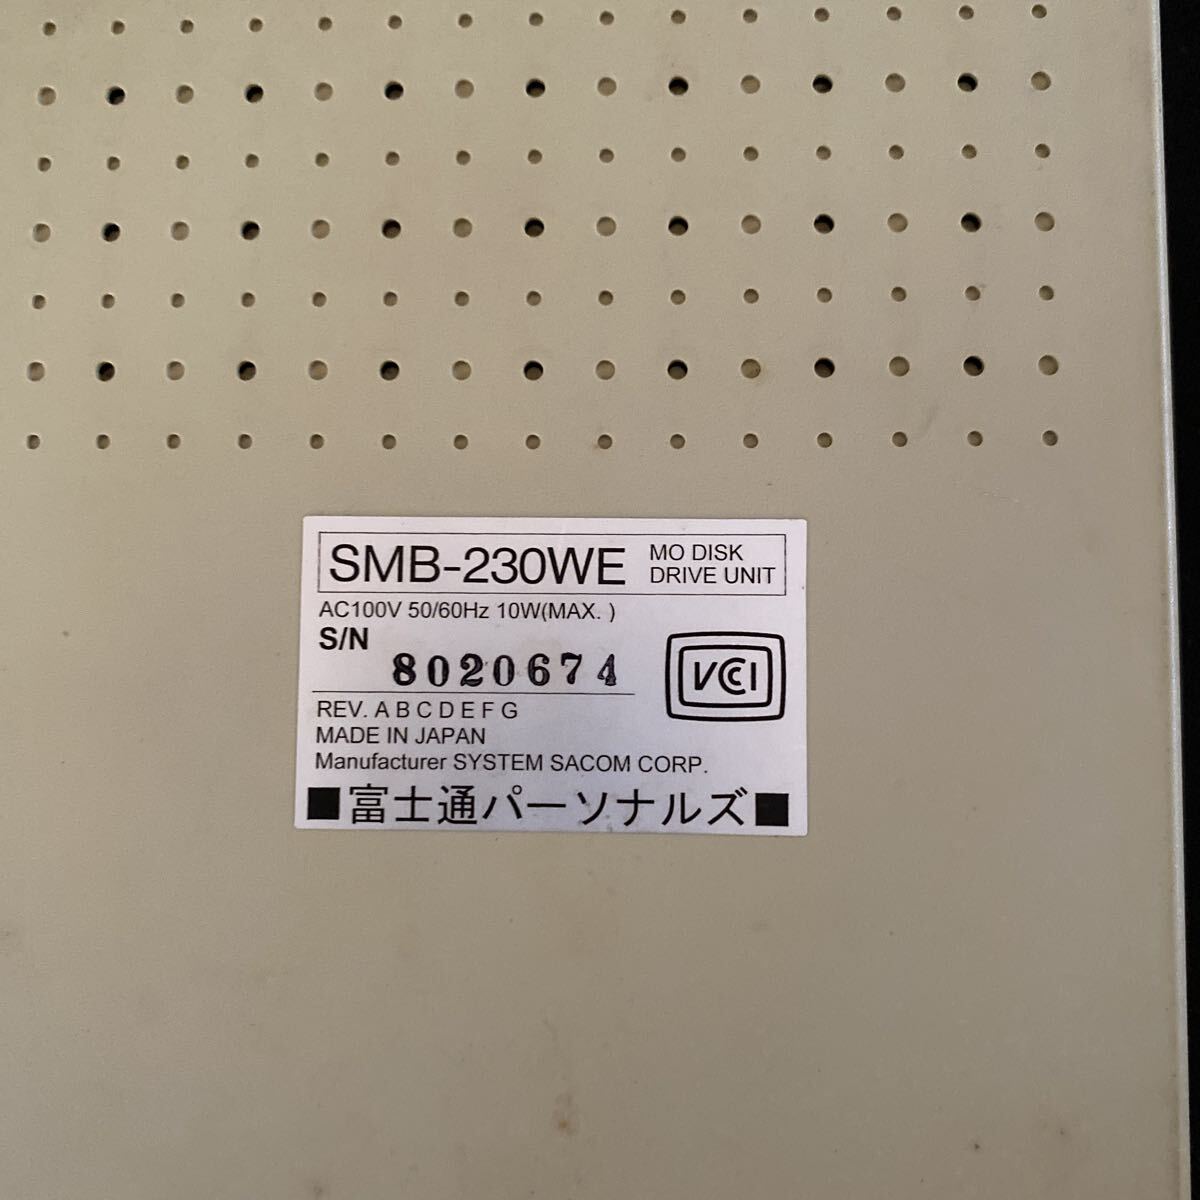 SMB-230WE MO DISK
DRIVE UNIT
AC100V 50/60Hz 10W(MAX. )
S/N
8020674
VCCI
REV. A B C D E F G
MADE IN JAPAN
Manufacturer SYSTEM SACOM CORP.
■富士通パーソナルズ■